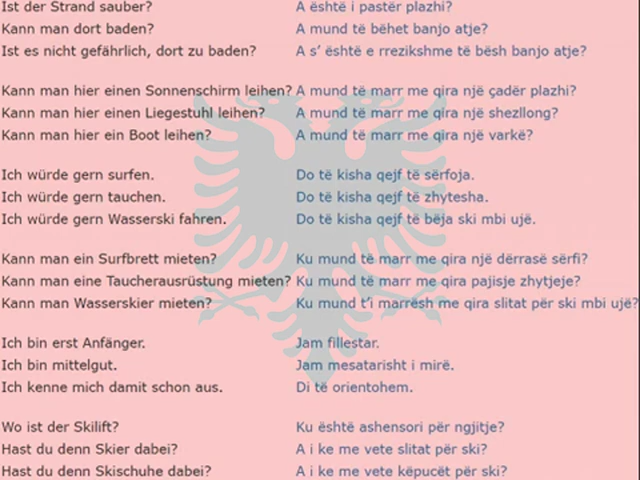 Ist der Strand sauber? A është i pastër plazhi?
Kann man dort baden? A mund të bëhet banjo atje?
Ist es nicht gefährlich, dort zu baden? A s’ është e rrezikshme të bësh banjo atje?
Kann man hier einen Sonnenschirm leihen? A mund të marr me qira një çadër plazhi?
Kann man hier einen Liegestuhl leihen? A mund të marr me qira një shezllong?
Kann man hier ein Boot leihen? A mund të marr me qira një varkë?
Ich würde gern surfen. Do të kisha qejf të sërfoja.
Ich würde gern tauchen. Do të kisha qejf të zhytesha.
Ich würde gern Wasserski fahren. Do të kisha qejf të bëja ski mbi ujë.
Kann man ein Surfbrett mieten? Ku mund të marr me qira një dërrasë sërfi?
Kann man eine Taucherausrüstung mieten? Ku mund të marr me qira pajisje zhytjeje?
Kann man Wasserskier mieten? Ku mund t’i marrësh me qira slitat për ski mbi ujë?
Ich bin erst Anfänger. Jam fillestar.
Ich bin mittelgut. Jam mesatarisht i mirë.
Ich kenne mich damit schon aus. Di të orientohem.
Wo ist der Skilift? Ku është ashensori për ngjitje?
Hast du denn Skier dabei? A i ke me vete slitat për ski?
Hast du denn Skischuhe dabei? A i ke me vete këpucët për ski?